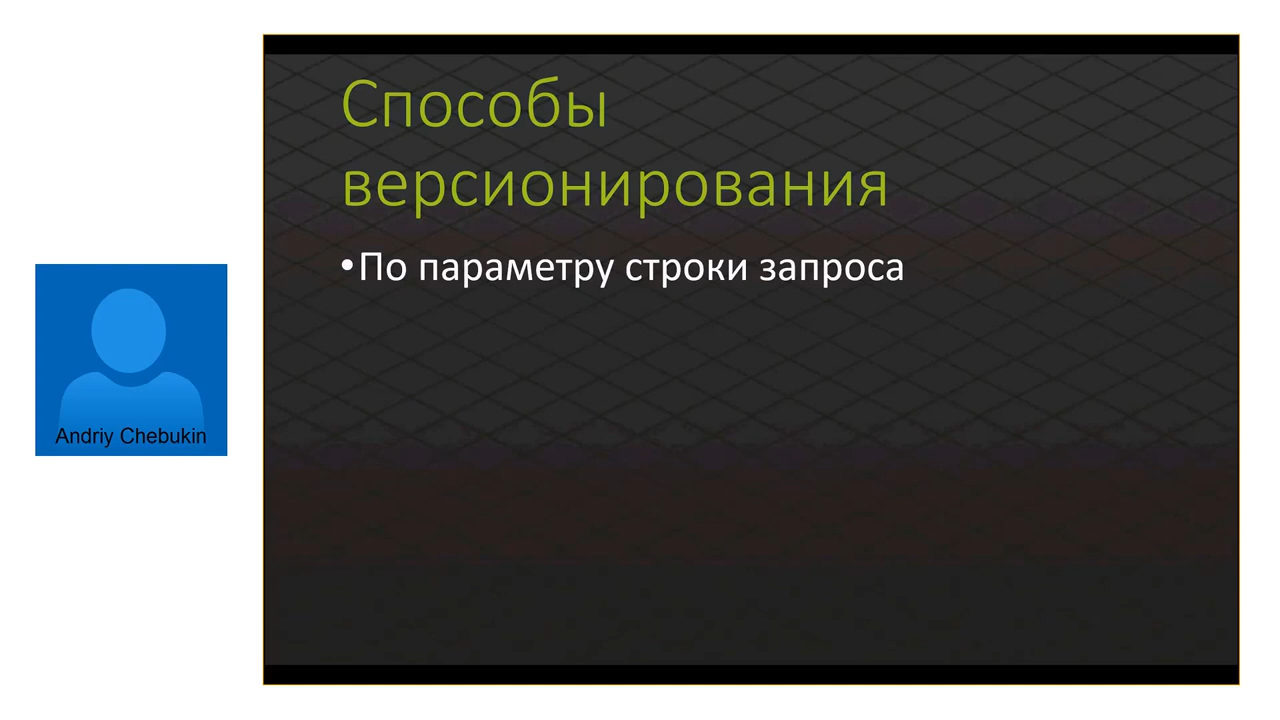 Способы
версионирования
•По параметру строки запроса
Andriy Chebukin